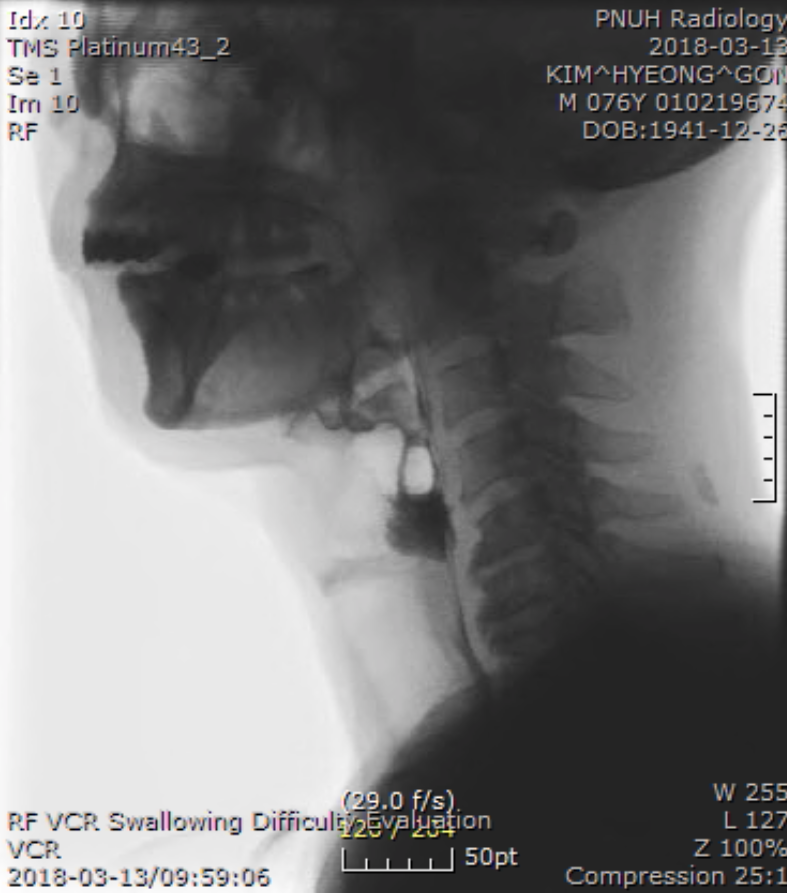 Idx 10
TMS Platinum43_2
Se 1
Im 10
RF
PNUH Radiology
2018-03-13
KIM^HYEONG^GON
M 076Y 010219674
DOB:1941-12-26
(29.0 f/s)
RF VCR Swallowing Difficulty Evaluation
VCR
2018-03-13/09:59:06
50pt
W 255
L 127
Z 100%
Compression 25:1